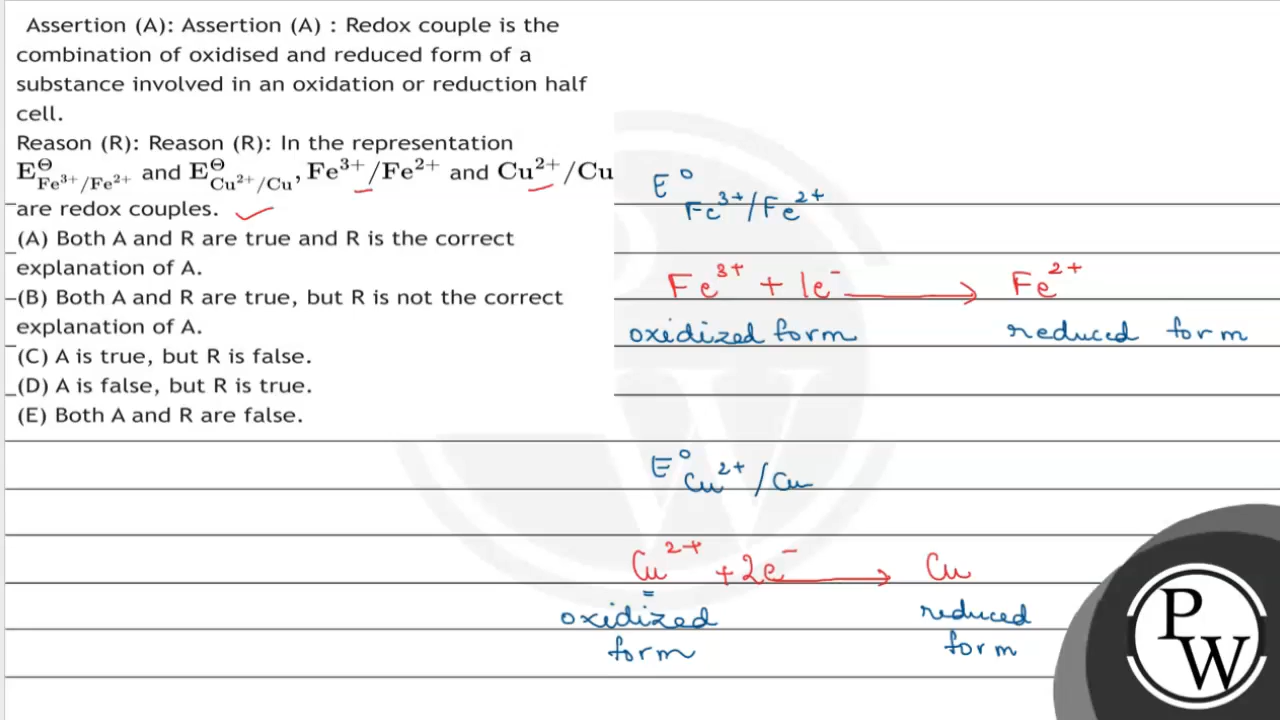 Assertion (A): Assertion (A) : Redox couple is the
combination of oxidised and reduced form of a
substance involved in an oxidation or reduction half
cell.
Reason (R): Reason (R): In the representation
E^Θ_Fe³⁺/Fe²⁺ and E^Θ_Cu²⁺/Cu, Fe³⁺/Fe²⁺ and Cu²⁺/Cu
are redox couples.
(A) Both A and R are true and R is the correct
explanation of A.
(B) Both A and R are true, but R is not the correct
explanation of A.
(C) A is true, but R is false.
(D) A is false, but R is true.
(E) Both A and R are false.
E⁰ Fe³⁺/Fe²⁺
Fe³⁺ + 1e⁻ → Fe²⁺
oxidized form reduced form
E⁰ Cu²⁺/Cu
Cu²⁺ + 2e⁻ → Cu
oxidized reduced
form form
P
W